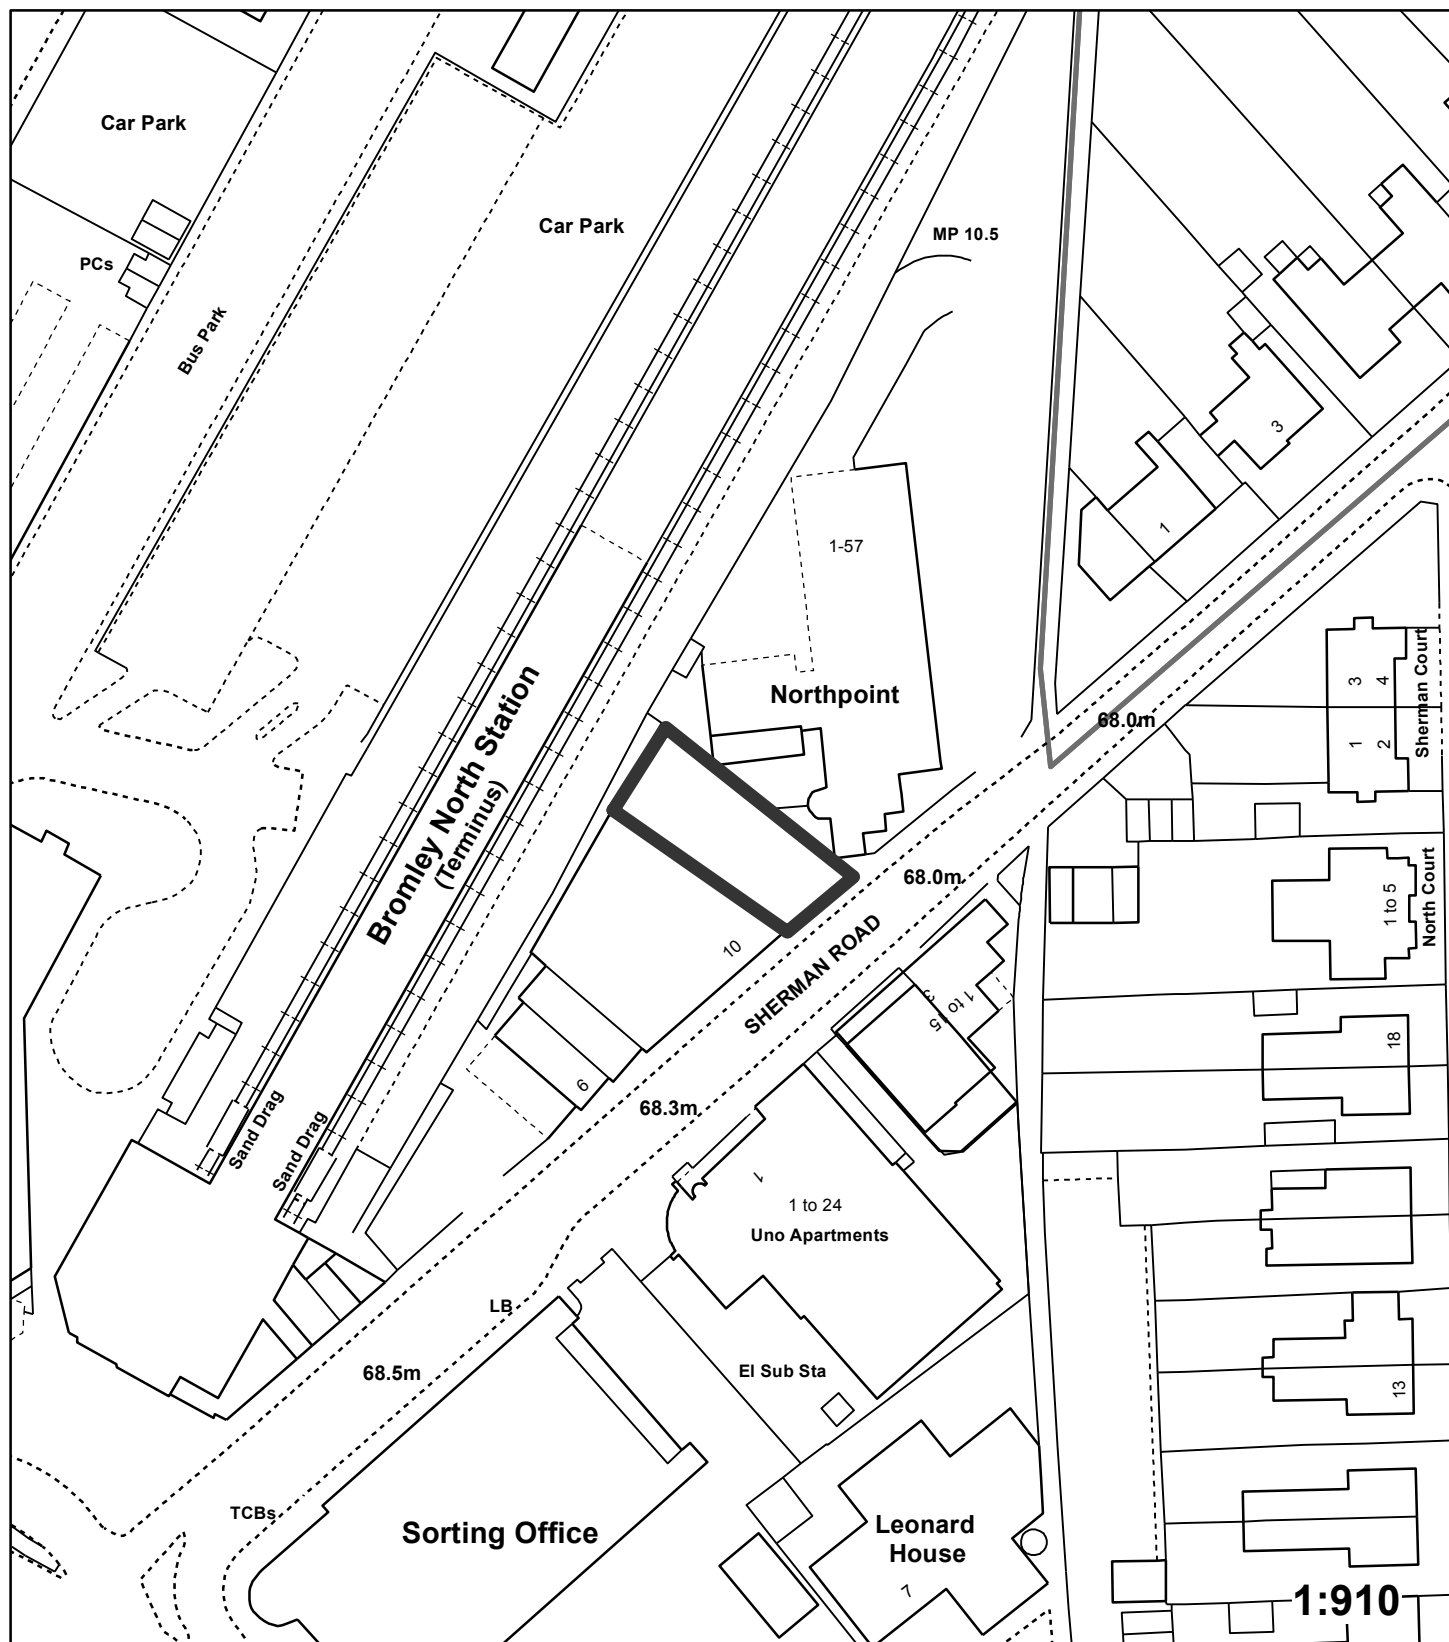 Car Park
Car Park
MP 10.5
PCs
Bus Park
3
1
1-57
Northpoint
68.0m
3
4
1
2
Sherman Court
Bromley North Station
(Terminus)
68.0m
10
SHERMAN ROAD
1 to 5
North Court
3
1 to 5
18
9
68.3m
Sand Drag
Sand Drag
1
1 to 24
Uno Apartments
LB
68.5m
El Sub Sta
13
TCBs
Sorting Office
Leonard
House
7
1:910